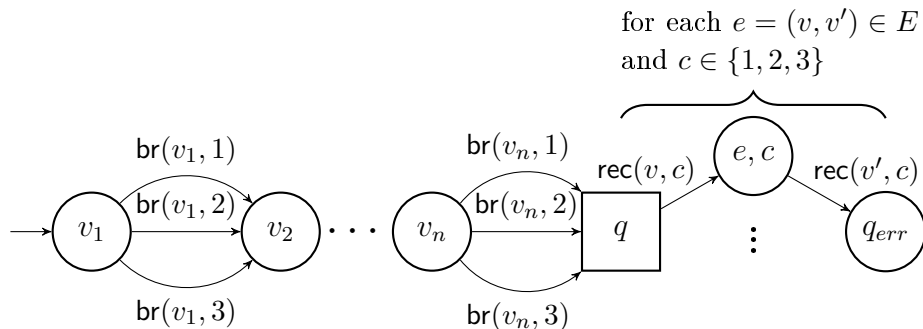 for each e = (v, v′) ∈ E
and c ∈ {1, 2, 3}
br(v₁, 1)
br(v₁, 2)
br(v₁, 3)
v₁
v₂
· · ·
vₙ
br(vₙ, 1)
br(vₙ, 2)
br(vₙ, 3)
q
rec(v, c)
e, c
rec(v′, c)
⋮
q_err